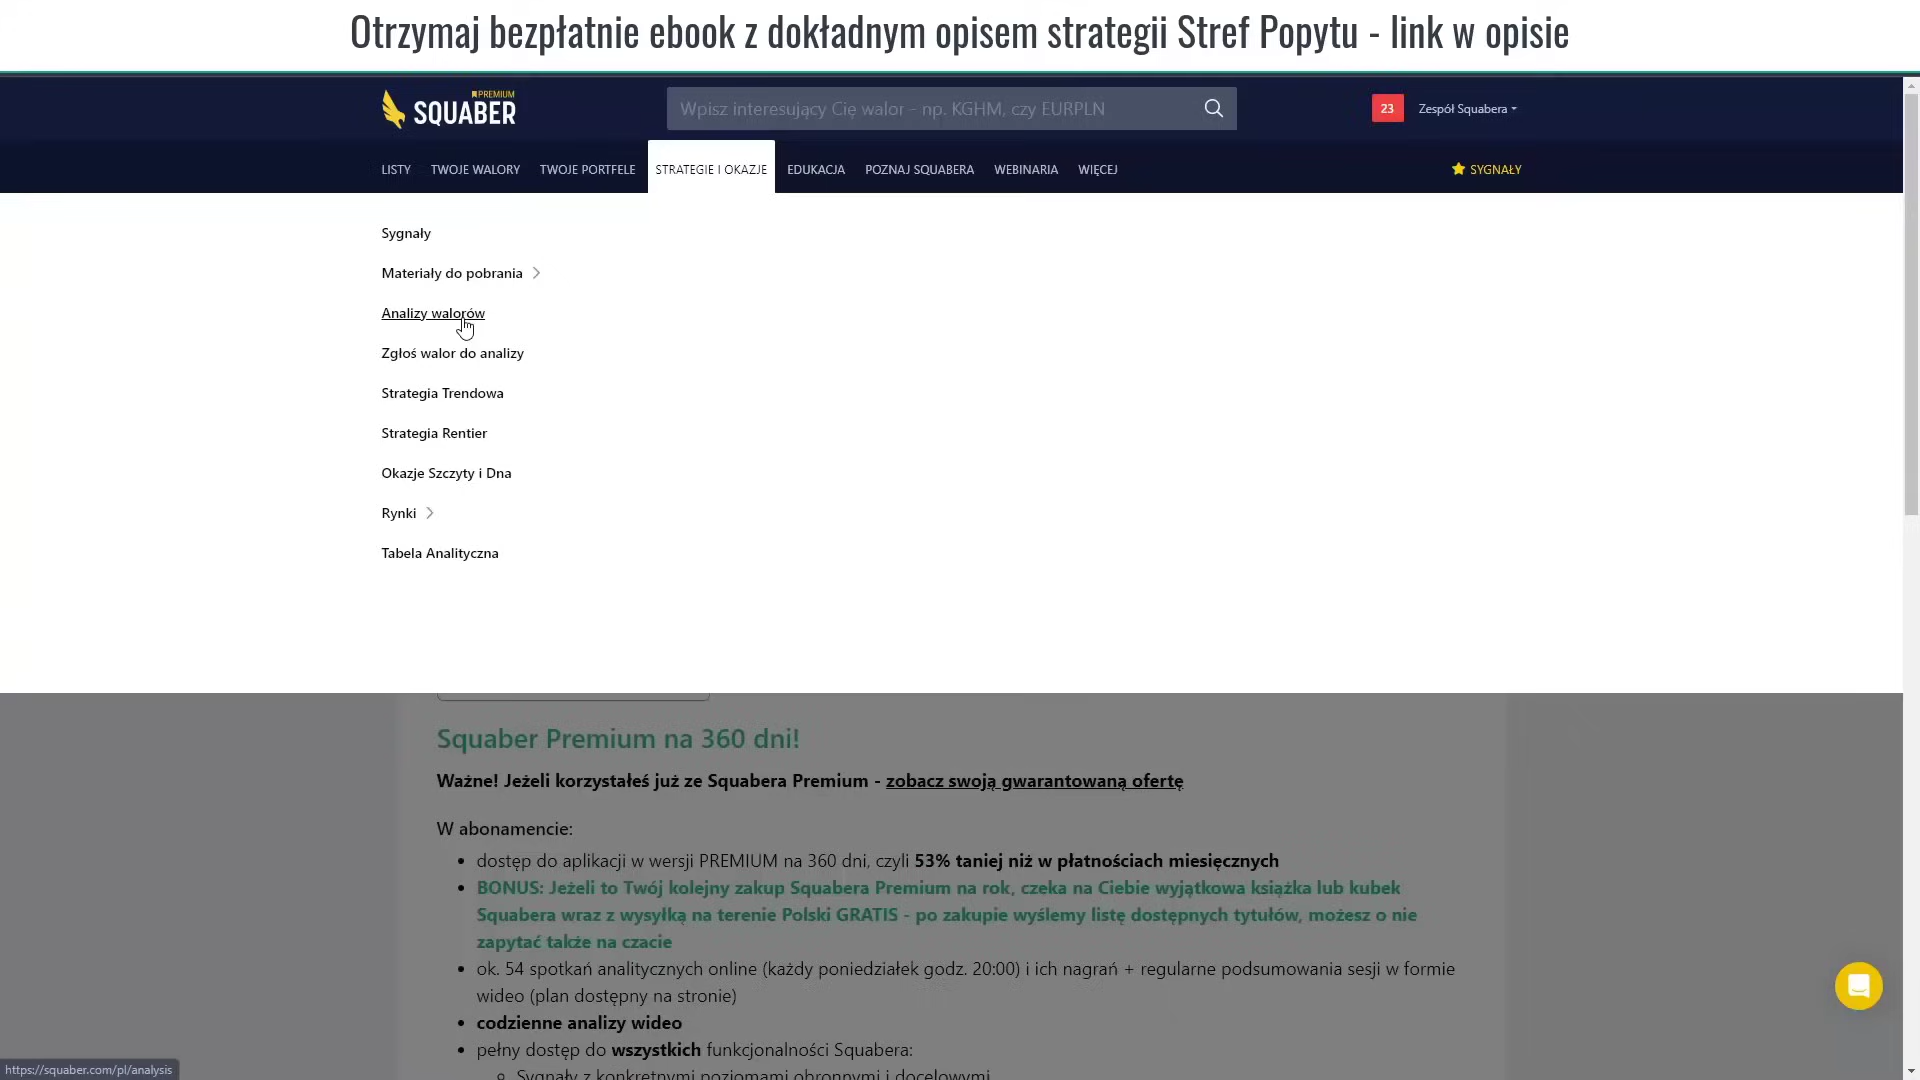 Otrzymaj bezpłatnie ebook z dokładnym opisem strategii Stref Popytu - link w opisie
PREMIUM
SQUABER
Wpisz interesujący Cię walor - np. KGHM, czy EURPLN
23
Zespół Squabera
LISTY
TWOJE WALORY
TWOJE PORTFELE
STRATEGIE I OKAZJE
EDUKACJA
POZNAJ SQUABERA
WEBINARIA
WIĘCEJ
SYGNAŁY
Sygnały
Materiały do pobrania
Analizy walorów
Zgłoś walor do analizy
Strategia Trendowa
Strategia Rentier
Okazje Szczyty i Dna
Rynki
Tabela Analityczna
Squaber Premium na 360 dni!
Ważne! Jeżeli korzystałeś już ze Squabera Premium - zobacz swoją gwarantowaną ofertę
W abonamencie:
dostęp do aplikacji w wersji PREMIUM na 360 dni, czyli 53% taniej niż w płatnościach miesięcznych
BONUS: Jeżeli to Twój kolejny zakup Squabera Premium na rok, czeka na Ciebie wyjątkowa książka lub kubek
Squabera wraz z wysyłką na terenie Polski GRATIS - po zakupie wyślemy listę dostępnych tytułów, możesz o nie
zapytać także na czacie
ok. 54 spotkań analitycznych online (każdy poniedziałek godz. 20:00) i ich nagrań + regularne podsumowania sesji w formie
wideo (plan dostępny na stronie)
codzienne analizy wideo
pełny dostęp do wszystkich funkcjonalności Squabera:
Sygnały z konkretnymi poziomami obronnymi i docelowymi
https://squaber.com/pl/analysis